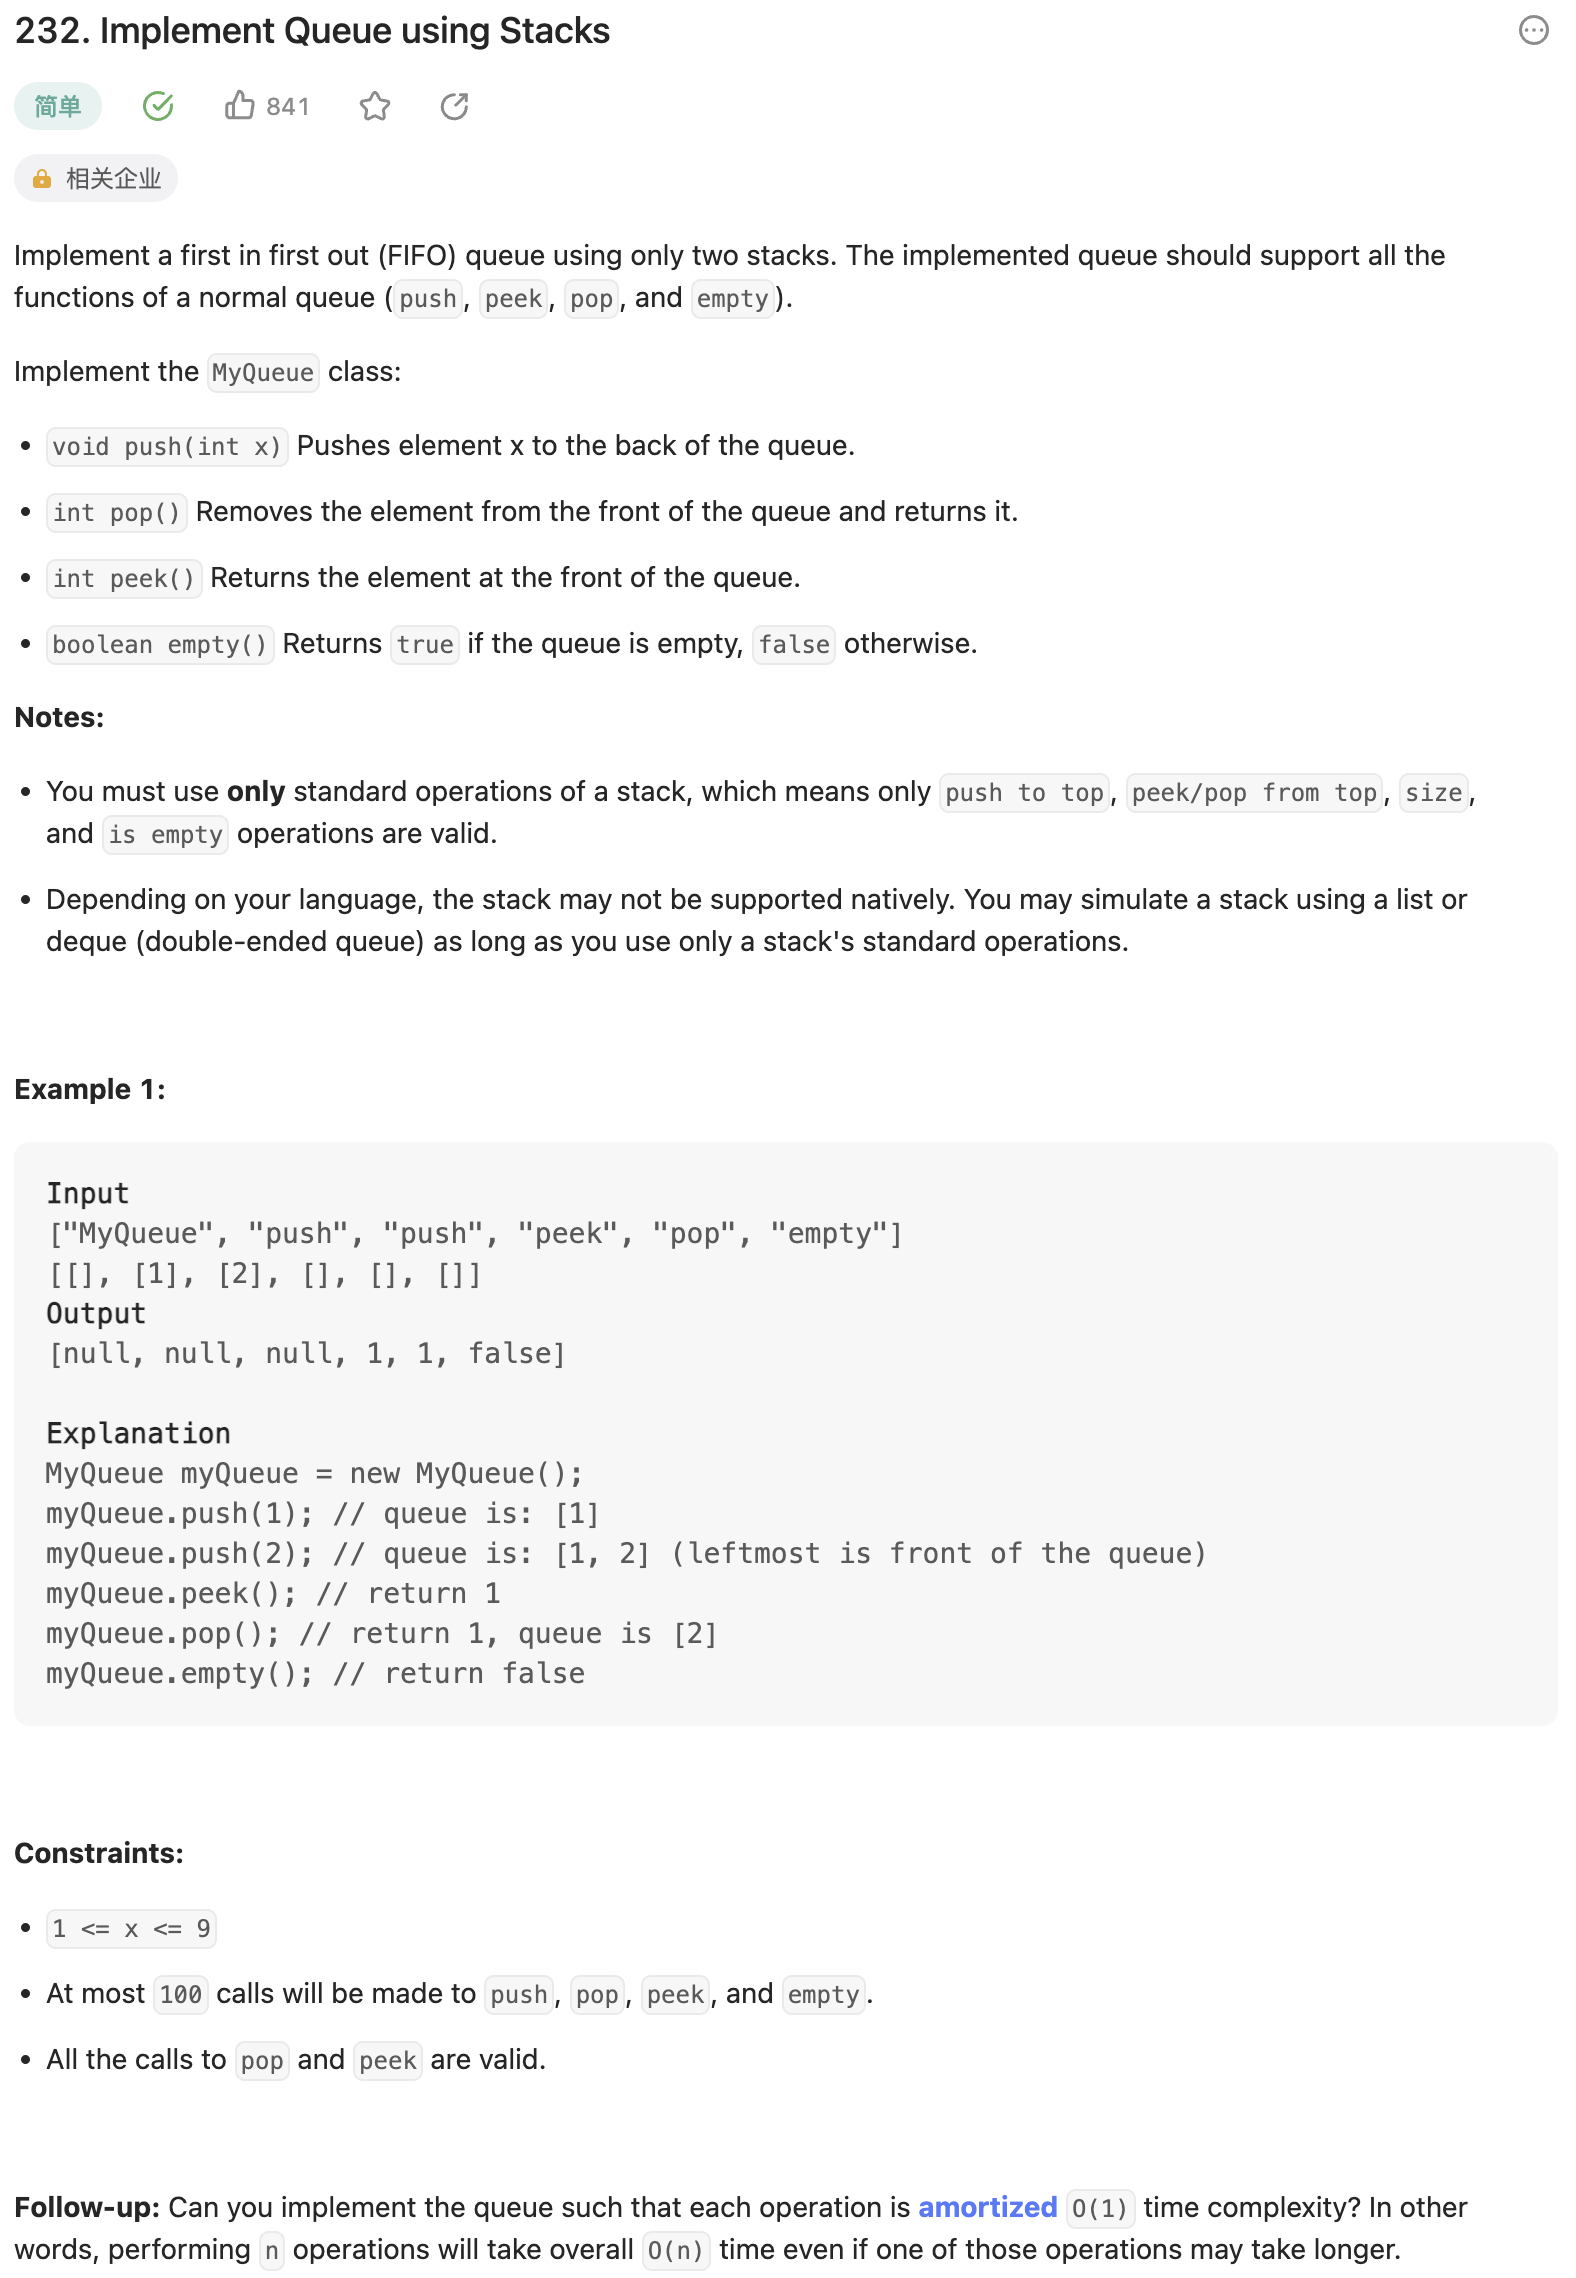 232. Implement Queue using Stacks
简单
841
相关企业
Implement a first in first out (FIFO) queue using only two stacks. The implemented queue should support all the
functions of a normal queue (push, peek, pop, and empty).
Implement the MyQueue class:
• void push(int x) Pushes element x to the back of the queue.
• int pop() Removes the element from the front of the queue and returns it.
• int peek() Returns the element at the front of the queue.
• boolean empty() Returns true if the queue is empty, false otherwise.
Notes:
• You must use only standard operations of a stack, which means only push to top, peek/pop from top, size,
and is empty operations are valid.
• Depending on your language, the stack may not be supported natively. You may simulate a stack using a list or
deque (double-ended queue) as long as you use only a stack's standard operations.
Example 1:
Input
["MyQueue", "push", "push", "peek", "pop", "empty"]
[[], [1], [2], [], [], []]
Output
[null, null, null, 1, 1, false]
Explanation
MyQueue myQueue = new MyQueue();
myQueue.push(1); // queue is: [1]
myQueue.push(2); // queue is: [1, 2] (leftmost is front of the queue)
myQueue.peek(); // return 1
myQueue.pop(); // return 1, queue is [2]
myQueue.empty(); // return false
Constraints:
• 1 <= x <= 9
• At most 100 calls will be made to push, pop, peek, and empty.
• All the calls to pop and peek are valid.
Follow-up: Can you implement the queue such that each operation is amortized O(1) time complexity? In other
words, performing n operations will take overall O(n) time even if one of those operations may take longer.